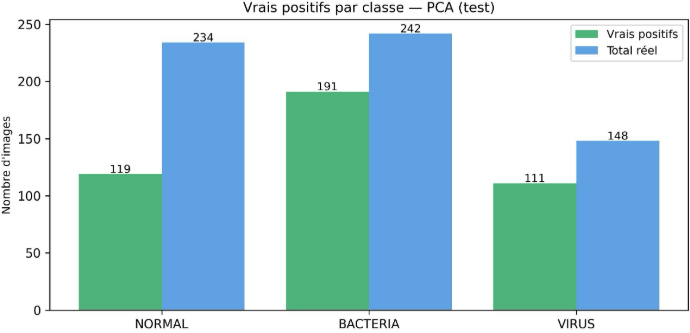 Vrais positifs par classe — PCA (test)
Vrais positifs
Total réel
Nombre d'images
250
200
150
100
50
0
119
234
191
242
111
148
NORMAL
BACTERIA
VIRUS